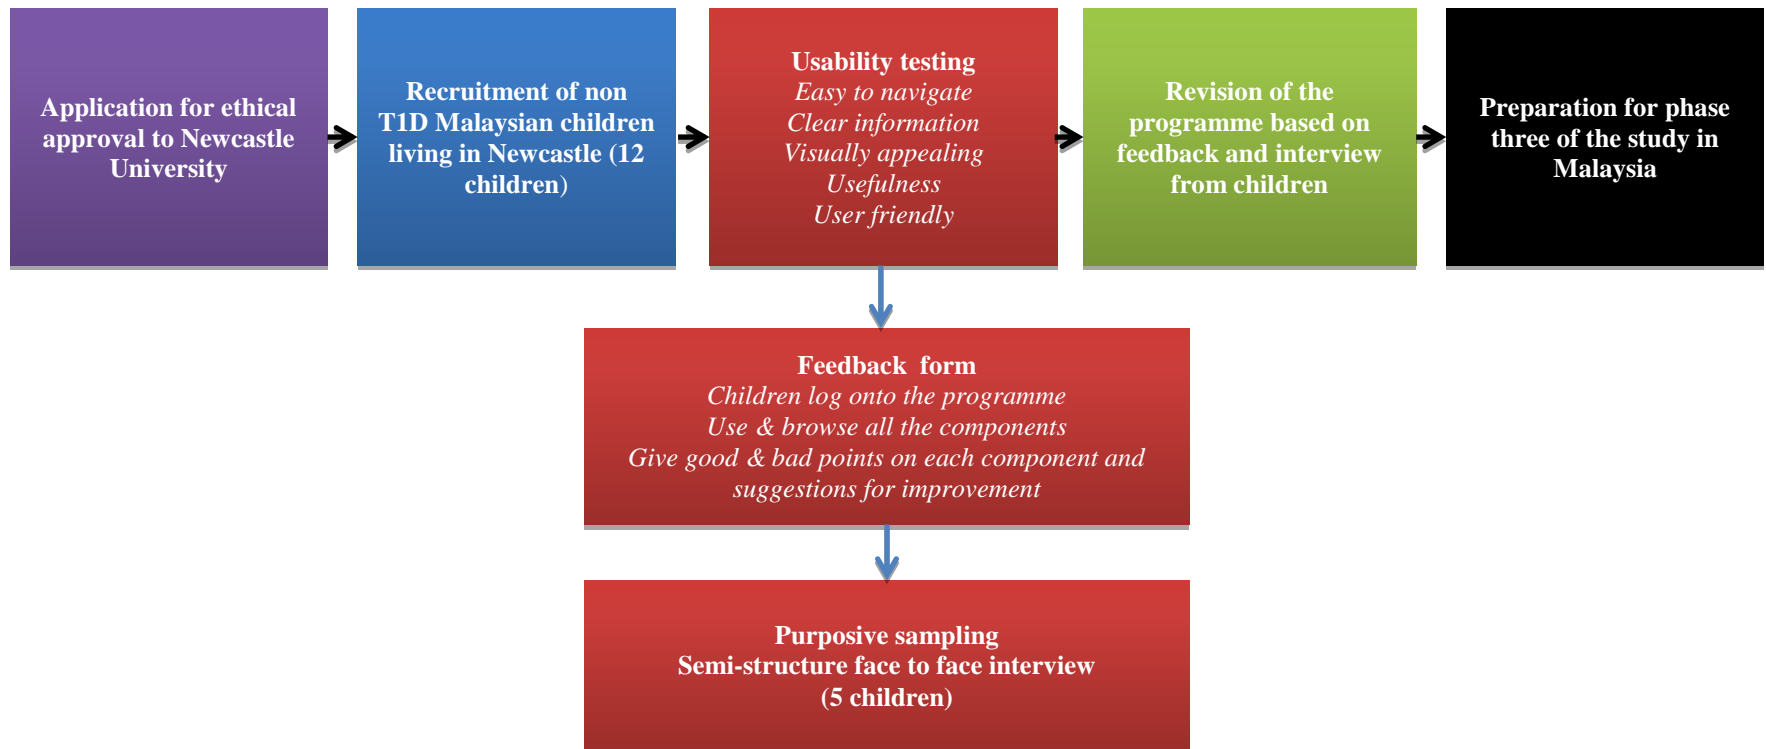 Application for ethical
approval to Newcastle
University
Recruitment of non
T1D Malaysian children
living in Newcastle (12
children)
Usability testing
Easy to navigate
Clear information
Visually appealing
Usefulness
User friendly
Revision of the
programme based on
feedback and interview
from children
Preparation for phase
three of the study in
Malaysia
Feedback form
Children log onto the programme
Use & browse all the components
Give good & bad points on each component and
suggestions for improvement
Purposive sampling
Semi-structure face to face interview
(5 children)